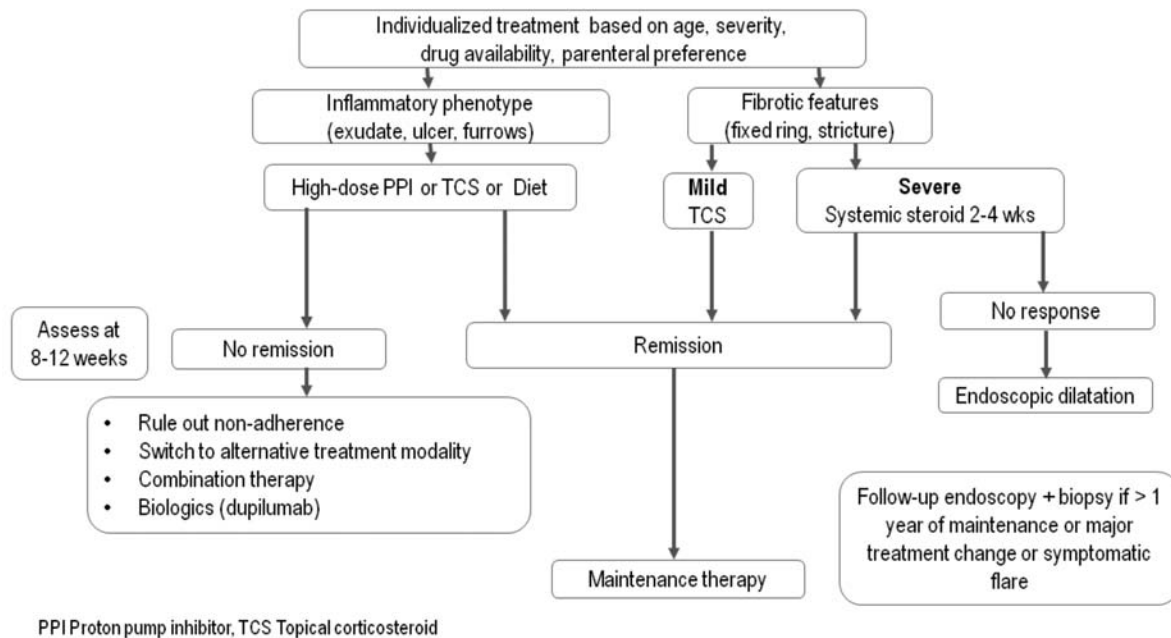 Individualized treatment based on age, severity,
drug availability, parenteral preference
Inflammatory phenotype
(exudate, ulcer, furrows)
Fibrotic features
(fixed ring, stricture)
High-dose PPI or TCS or Diet
Mild
TCS
Severe
Systemic steroid 2-4 wks
Assess at
8-12 weeks
No remission
Remission
No response
Endoscopic dilatation
• Rule out non-adherence
• Switch to alternative treatment modality
• Combination therapy
• Biologics (dupilumab)
Follow-up endoscopy + biopsy if > 1
year of maintenance or major
treatment change or symptomatic
flare
Maintenance therapy
PPI Proton pump inhibitor, TCS Topical corticosteroid